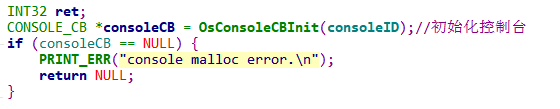 INT32 ret;
CONSOLE_CB *consoleCB = OsConsoleCBInit(consoleID);//初始化控制台
if (consoleCB == NULL) {
PRINT_ERR("console malloc error.\n");
return NULL;
}